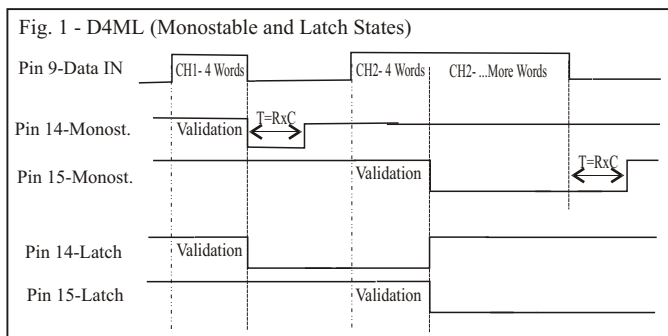 Fig. 1 - D4ML (Monostable and Latch States)
Pin 9-Data IN
CH1- 4 Words
CH2- 4 Words
CH2- ...More Words
Pin 14-Monost.
Validation
T=RxC
Pin 15-Monost.
Validation
T=RxC
Pin 14-Latch
Validation
Pin 15-Latch
Validation